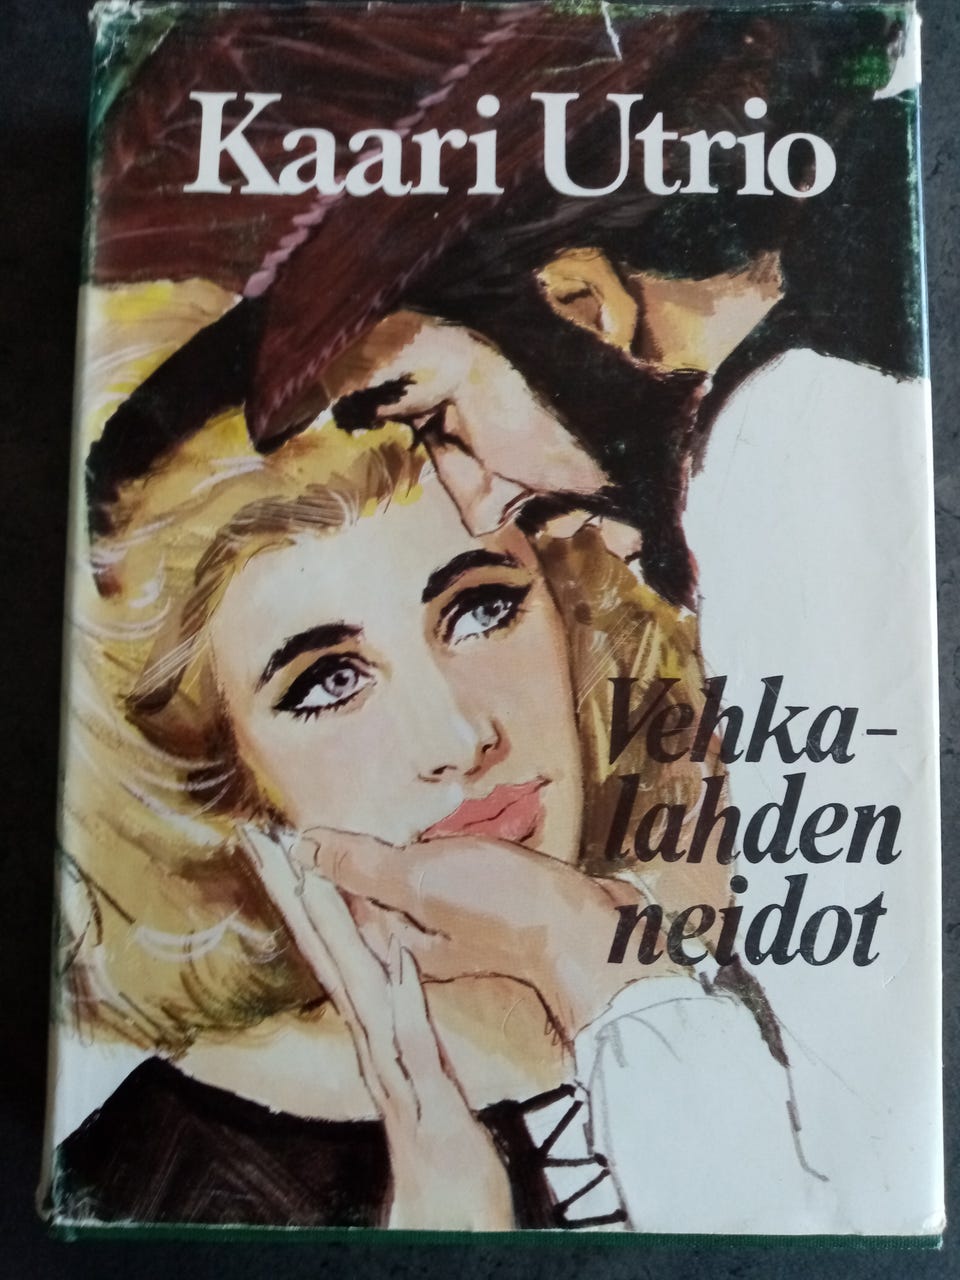 Kaari Utrio
Vehka-
lahden
neidot